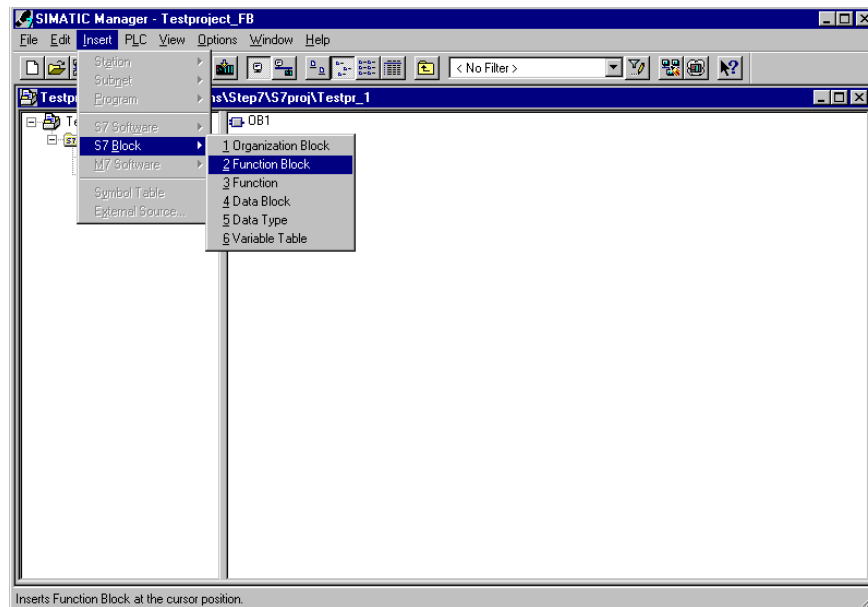 SIMATIC Manager - Testproject_FB
File Edit Insert PLC View Options Window Help
< No Filter >
Station
Subnet
Program
S7 Software
S7 Block
M7 Software
Symbol Table
External Source...
ns\Step7\S7proj\Testpr_1
OB1
1 Organization Block
2 Function Block
3 Function
4 Data Block
5 Data Type
6 Variable Table
Inserts Function Block at the cursor position.